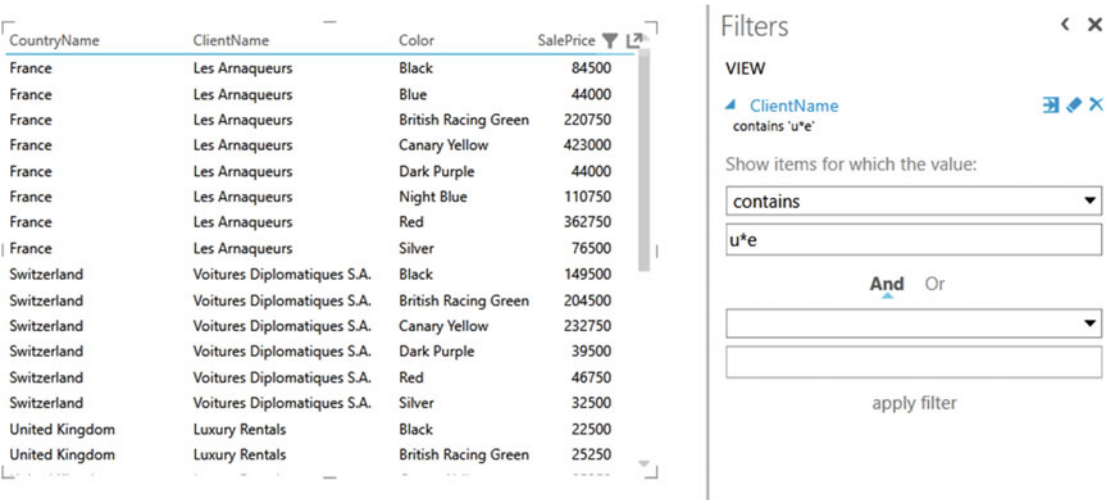 CountryName ClientName Color SalePrice
France Les Arnaqueurs Black 84500
France Les Arnaqueurs Blue 44000
France Les Arnaqueurs British Racing Green 220750
France Les Arnaqueurs Canary Yellow 423000
France Les Arnaqueurs Dark Purple 44000
France Les Arnaqueurs Night Blue 110750
France Les Arnaqueurs Red 362750
France Les Arnaqueurs Silver 76500
Switzerland Voitures Diplomatiques S.A. Black 149500
Switzerland Voitures Diplomatiques S.A. British Racing Green 204500
Switzerland Voitures Diplomatiques S.A. Canary Yellow 232750
Switzerland Voitures Diplomatiques S.A. Dark Purple 39500
Switzerland Voitures Diplomatiques S.A. Red 46750
Switzerland Voitures Diplomatiques S.A. Silver 32500
United Kingdom Luxury Rentals Black 22500
United Kingdom Luxury Rentals British Racing Green 25250
Filters
VIEW
ClientName
contains 'u*e'
Show items for which the value:
contains
u*e
And Or
apply filter